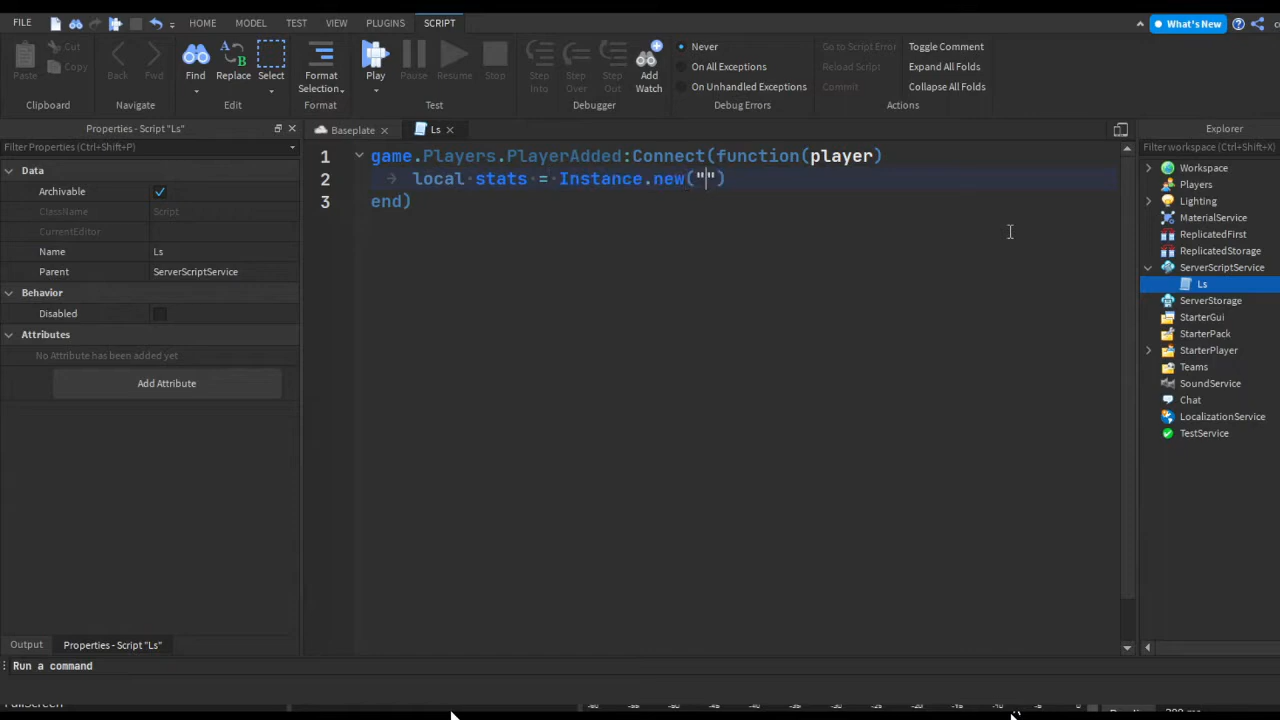 FILE
HOME MODEL TEST VIEW PLUGINS SCRIPT
What's New
Paste Cut Copy
Clipboard
Back Fwd
Navigate
Find Replace Select
Edit
Format Selection
Format
Play Pause Resume Stop
Test
Step Into Step Over Step Out Add Watch
Debugger
Never
On All Exceptions
On Unhandled Exceptions
Debug Errors
Go to Script Error Toggle Comment
Reload Script Expand All Folds
Commit Collapse All Folds
Actions
Properties - Script "Ls"
Filter Properties (Ctrl+Shift+P)
Data
Archivable
ClassName Script
CurrentEditor
Name Ls
Parent ServerScriptService
Behavior
Disabled
Attributes
No Attribute has been added yet
Add Attribute
Output Properties - Script "Ls"
Run a command
Baseplate Ls
1 game.Players.PlayerAdded:Connect(function(player)
2 local stats = Instance.new("")
3 end)
Explorer
Filter workspace (Ctrl+Shift+X)
Workspace
Players
Lighting
MaterialService
ReplicatedFirst
ReplicatedStorage
ServerScriptService
Ls
ServerStorage
StarterGui
StarterPack
StarterPlayer
Teams
SoundService
Chat
LocalizationService
TestService